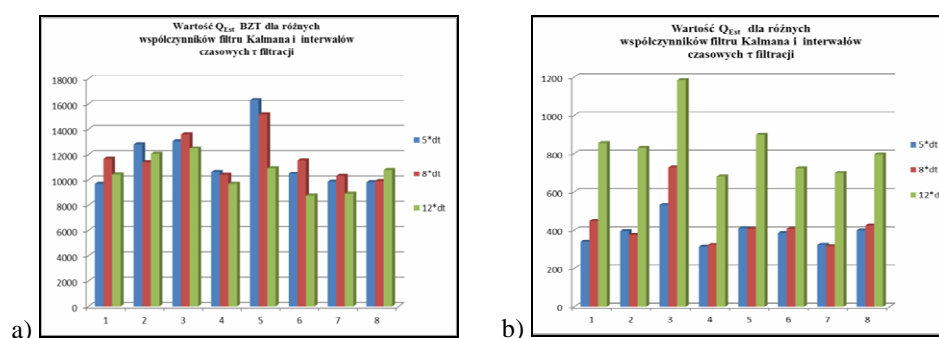 Wartość Q_Est BZT dla różnych
współczynników filtru Kalmana i interwałów
czasowych τ filtracji
18000
16000
14000
12000
10000
8000
6000
4000
2000
0
1 2 3 4 5 6 7 8
5*dt
8*dt
12*dt
a)
Wartość Q_Est dla różnych
współczynników filtru Kalmana i interwałów
czasowych τ filtracji
1200
1000
800
600
400
200
0
1 2 3 4 5 6 7 8
5*dt
8*dt
12*d
b)